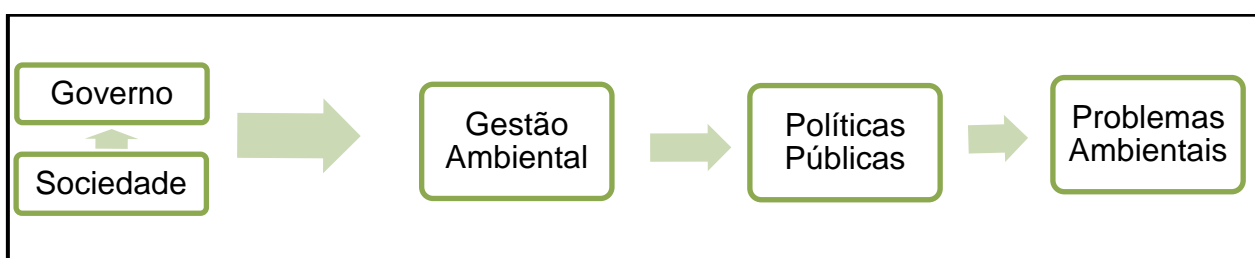 Governo
Sociedade
Gestão
Ambiental
Políticas
Públicas
Problemas
Ambientais